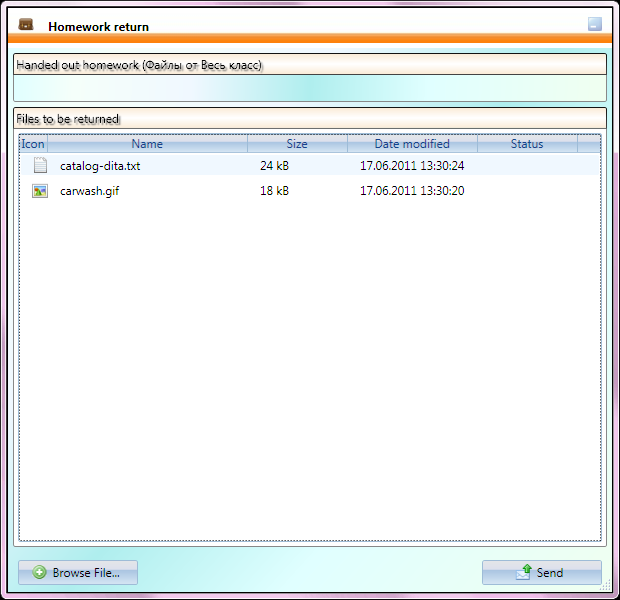 Homework return
Handed out homework (Файлы от Весь класс)
Files to be returned
Icon Name Size Date modified Status
catalog-dita.txt 24 kB 17.06.2011 13:30:24
carwash.gif 18 kB 17.06.2011 13:30:20
Browse File... Send